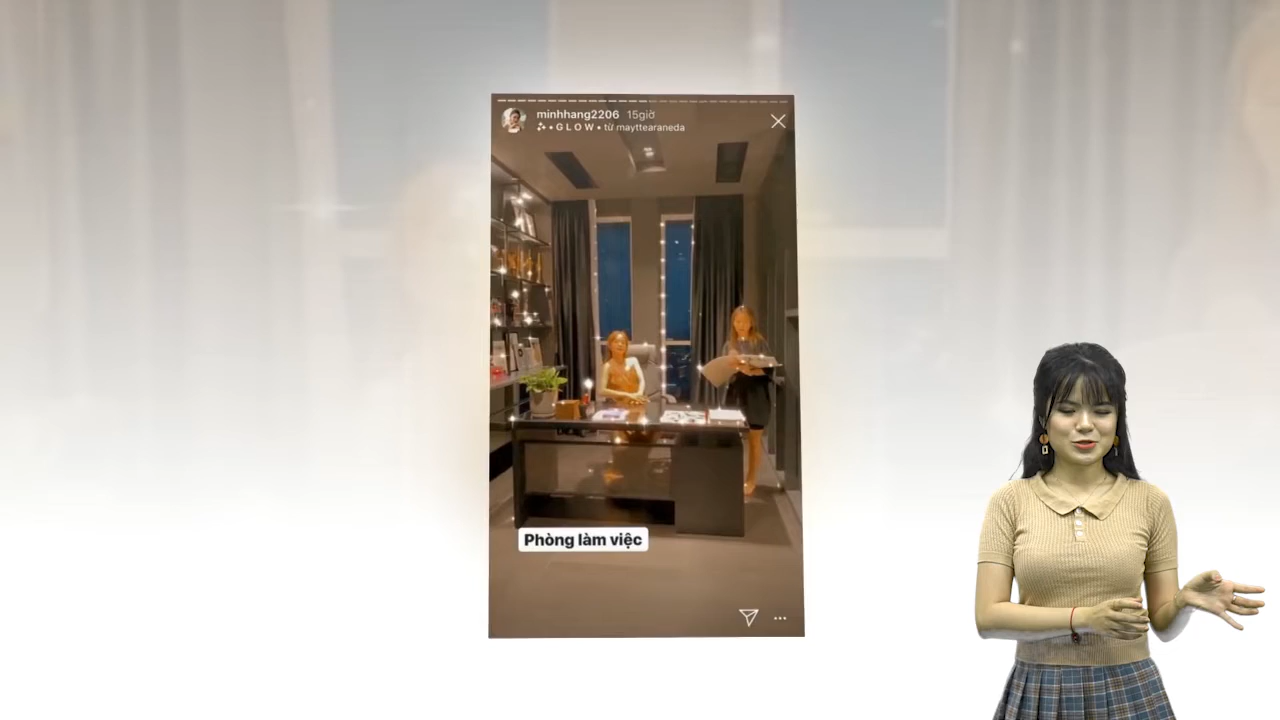 minhhang2206 15giờ
• G L O W • từ mayttearaneda
Phòng làm việc